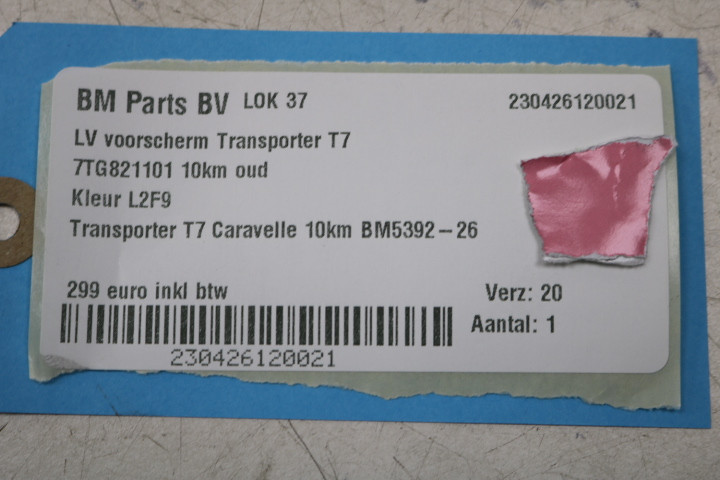 BM Parts BV LOK 37 230426120021
LV voorscherm Transporter T7
7TG821101 10km oud
Kleur L2F9
Transporter T7 Caravelle 10km BM5392-26
299 euro inkl btw Verz: 20
Aantal: 1
230426120021